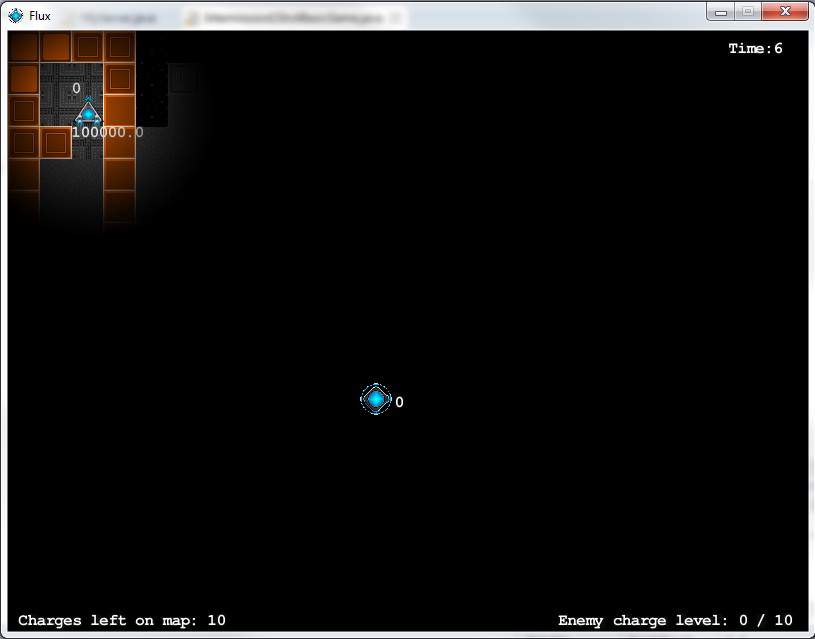 Flux
Time:6
0
100000.0
0
Charges left on map: 10
Enemy charge level: 0 / 10